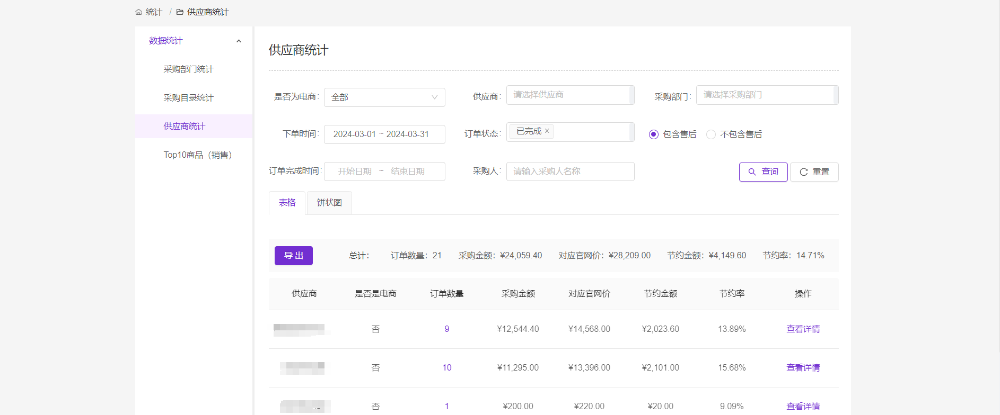 统计 / 供应商统计
数据统计
采购部门统计
采购目录统计
供应商统计
Top10商品（销售）
供应商统计
是否为电商: 全部 供应商: 请选择供应商 采购部门: 请选择采购部门
下单时间: 2024-03-01 ~ 2024-03-31 订单状态: 已完成 × 包含售后 不包含售后
订单完成时间: 开始日期 ~ 结束日期 采购人: 请输入采购人名称 查询 重置
表格 饼状图
导出 总计： 订单数量：21 采购金额：¥24,059.40 对应官网价：¥28,209.00 节约金额：¥4,149.60 节约率：14.71%
供应商 是否是电商 订单数量 采购金额 对应官网价 节约金额 节约率 操作
否 9 ¥12,544.40 ¥14,568.00 ¥2,023.60 13.89% 查看详情
否 10 ¥11,295.00 ¥13,396.00 ¥2,101.00 15.68% 查看详情
否 1 ¥200.00 ¥220.00 ¥20.00 9.09% 查看详情